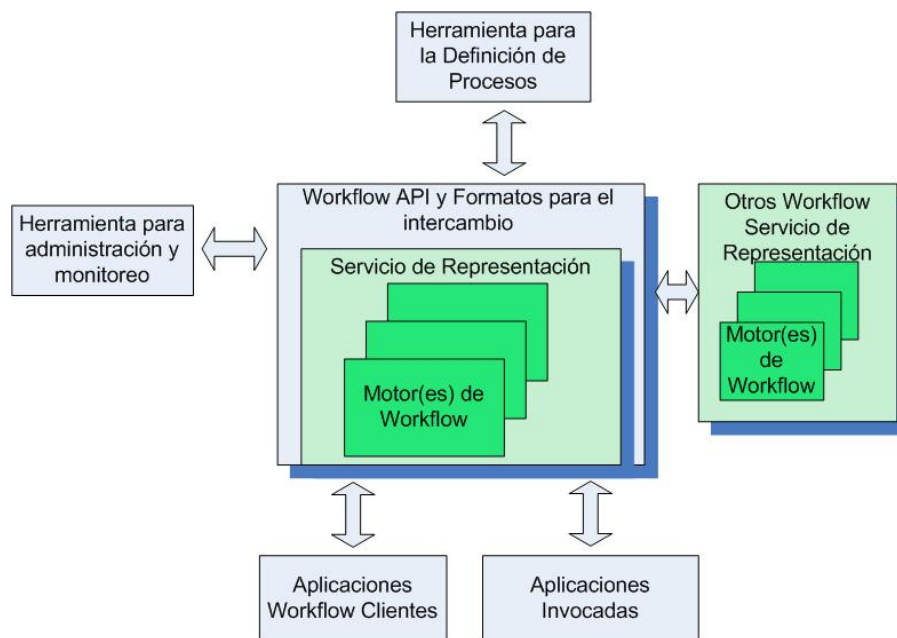 Herramienta para
la Definición de
Procesos
Workflow API y Formatos para el
intercambio
Herramienta para
administración y
monitoreo
Servicio de Representación
Motor(es) de
Workflow
Otros Workflow
Servicio de
Representación
Motor(es)
de
Workflow
Aplicaciones
Workflow Clientes
Aplicaciones
Invocadas